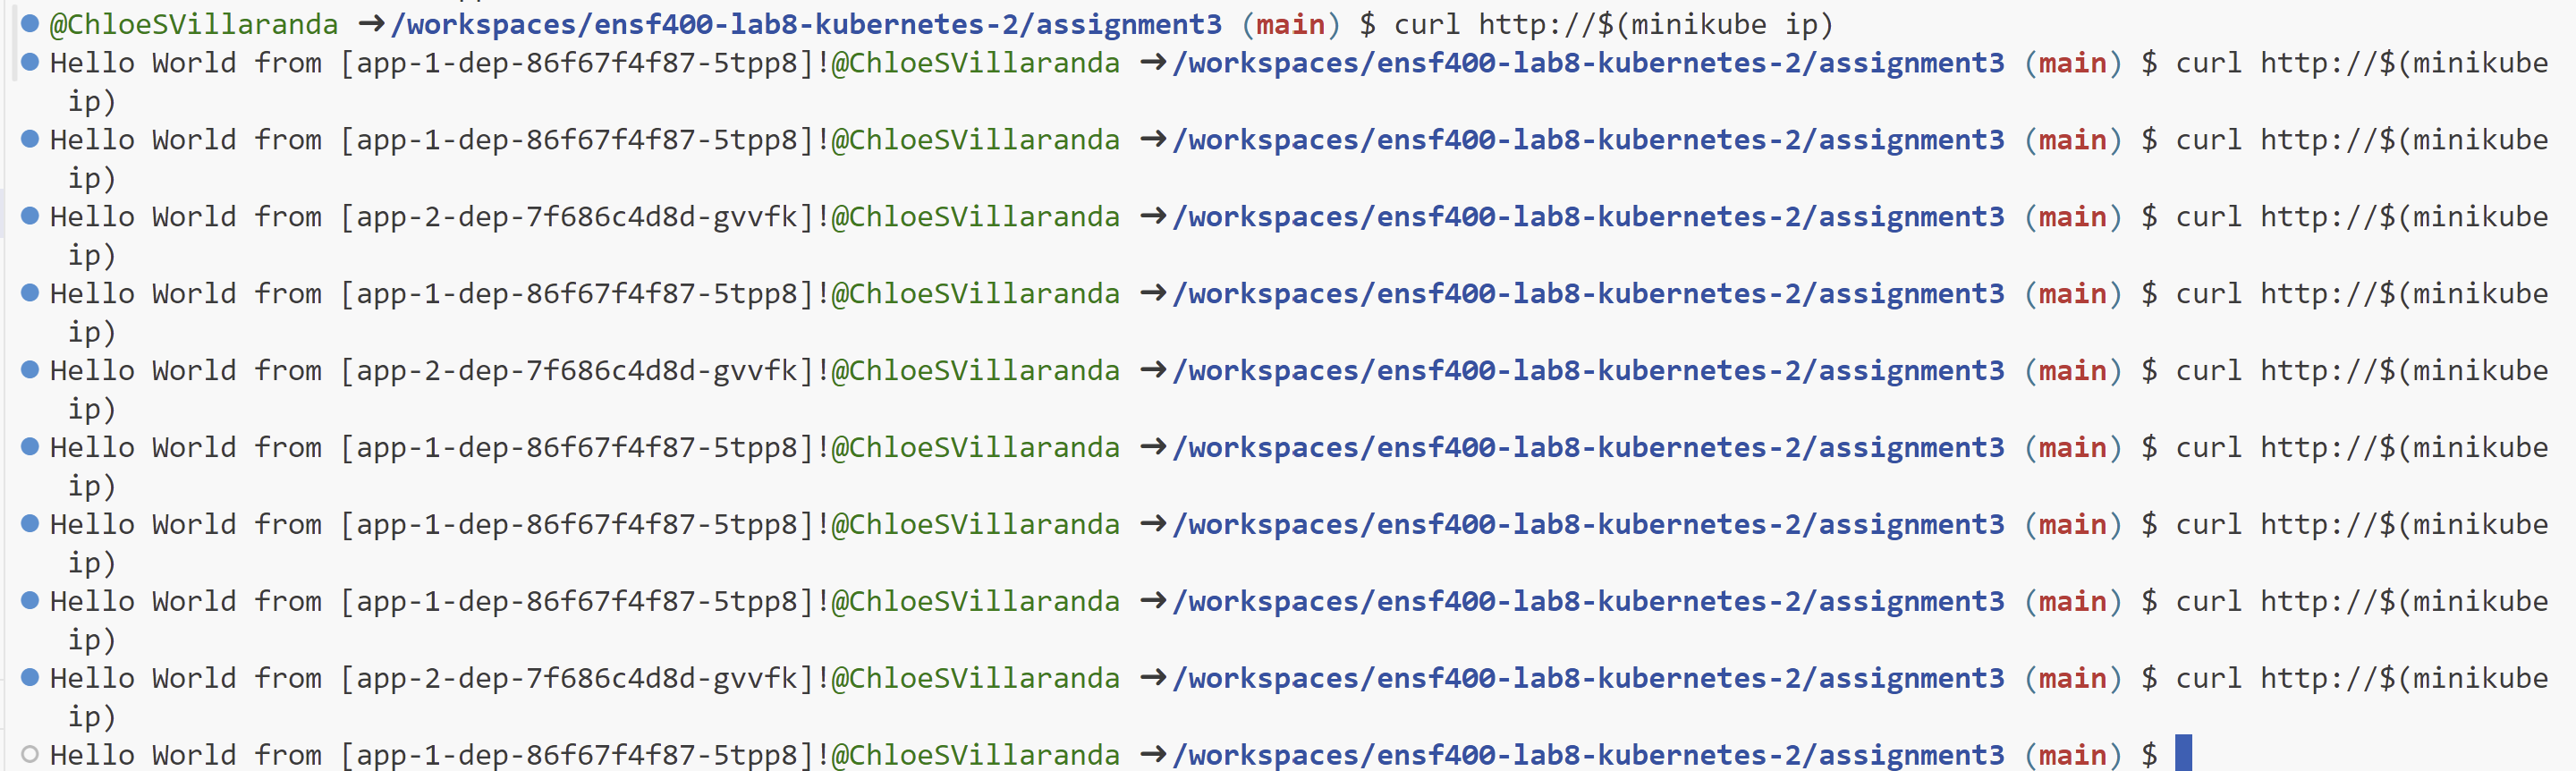 @ChloeSVillaranda ➜/workspaces/ensf400-lab8-kubernetes-2/assignment3 (main) $ curl http://$(minikube ip)
Hello World from [app-1-dep-86f67f4f87-5tpp8]!@ChloeSVillaranda ➜/workspaces/ensf400-lab8-kubernetes-2/assignment3 (main) $ curl http://$(minikube
ip)
Hello World from [app-1-dep-86f67f4f87-5tpp8]!@ChloeSVillaranda ➜/workspaces/ensf400-lab8-kubernetes-2/assignment3 (main) $ curl http://$(minikube
ip)
Hello World from [app-2-dep-7f686c4d8d-gvvfk]!@ChloeSVillaranda ➜/workspaces/ensf400-lab8-kubernetes-2/assignment3 (main) $ curl http://$(minikube
ip)
Hello World from [app-1-dep-86f67f4f87-5tpp8]!@ChloeSVillaranda ➜/workspaces/ensf400-lab8-kubernetes-2/assignment3 (main) $ curl http://$(minikube
ip)
Hello World from [app-2-dep-7f686c4d8d-gvvfk]!@ChloeSVillaranda ➜/workspaces/ensf400-lab8-kubernetes-2/assignment3 (main) $ curl http://$(minikube
ip)
Hello World from [app-1-dep-86f67f4f87-5tpp8]!@ChloeSVillaranda ➜/workspaces/ensf400-lab8-kubernetes-2/assignment3 (main) $ curl http://$(minikube
ip)
Hello World from [app-1-dep-86f67f4f87-5tpp8]!@ChloeSVillaranda ➜/workspaces/ensf400-lab8-kubernetes-2/assignment3 (main) $ curl http://$(minikube
ip)
Hello World from [app-1-dep-86f67f4f87-5tpp8]!@ChloeSVillaranda ➜/workspaces/ensf400-lab8-kubernetes-2/assignment3 (main) $ curl http://$(minikube
ip)
Hello World from [app-2-dep-7f686c4d8d-gvvfk]!@ChloeSVillaranda ➜/workspaces/ensf400-lab8-kubernetes-2/assignment3 (main) $ curl http://$(minikube
ip)
Hello World from [app-1-dep-86f67f4f87-5tpp8]!@ChloeSVillaranda ➜/workspaces/ensf400-lab8-kubernetes-2/assignment3 (main) $